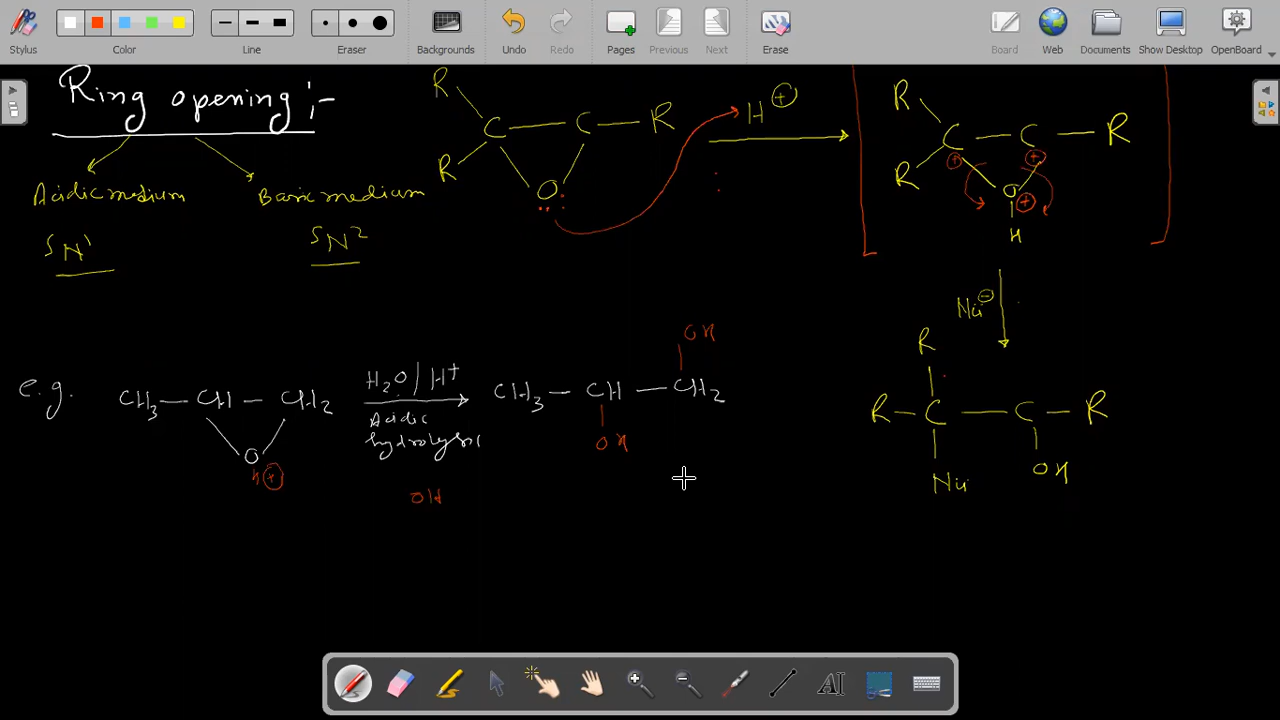 Stylus
Color
Line
Eraser
Backgrounds
Undo
Redo
Pages
Previous
Next
Erase
Board
Web
Documents
Show Desktop
OpenBoard
Ring opening :-
Acidic medium
Basic medium
SN1
SN2
R
C — C — R
R
O
H +
R
C — C — R
R
+ +
O +
H
Nu −
R
R — C — C — R
Nu
OH
e.g.
CH3 — CH — CH2
O
H +
H2O / H+
Acidic
hydrolysis
OH
OH
CH3 — CH — CH2
OH
AI